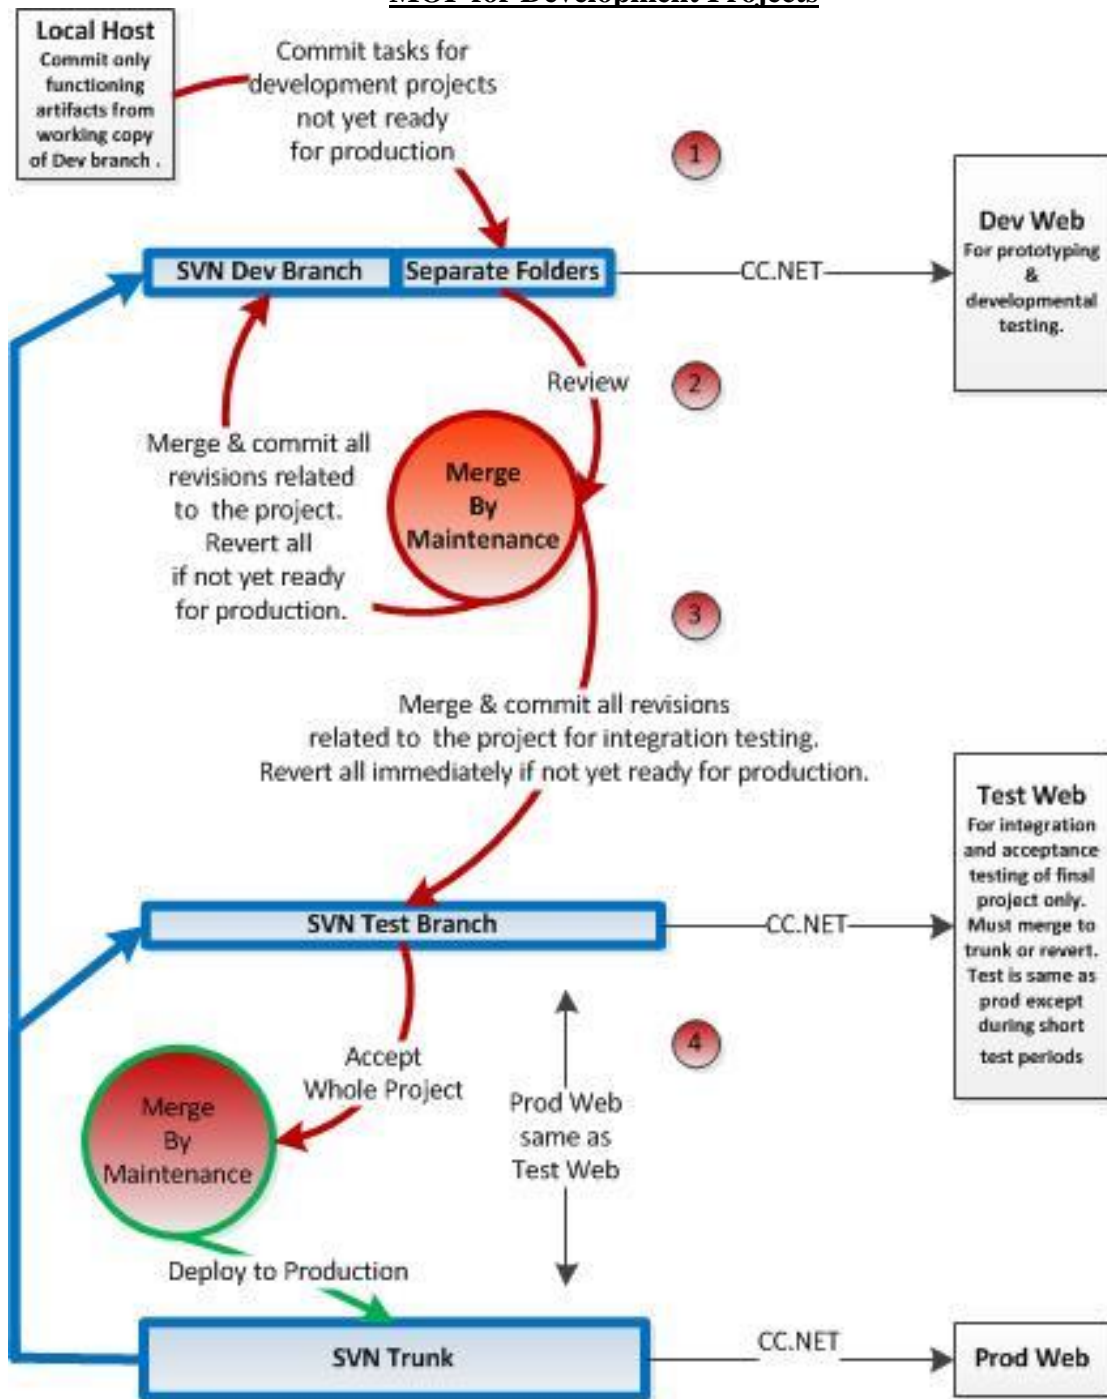 MOP for Development Projects
Local Host
Commit only
functioning
artifacts from
working copy
of Dev branch .
Commit tasks for
development projects
not yet ready
for production
1
Dev Web
For prototyping
&
developmental
testing.
SVN Dev Branch
Separate Folders
CC.NET
Review
2
Merge & commit all
revisions related
to the project.
Revert all
if not yet ready
for production.
Merge
By
Maintenance
3
Merge & commit all revisions
related to the project for integration testing.
Revert all immediately if not yet ready for production.
Test Web
For integration
and acceptance
testing of final
project only.
Must merge to
trunk or revert.
Test is same as
prod except
during short
test periods
SVN Test Branch
CC.NET
4
Accept
Whole Project
Merge
By
Maintenance
Prod Web
same as
Test Web
Deploy to Production
SVN Trunk
CC.NET
Prod Web